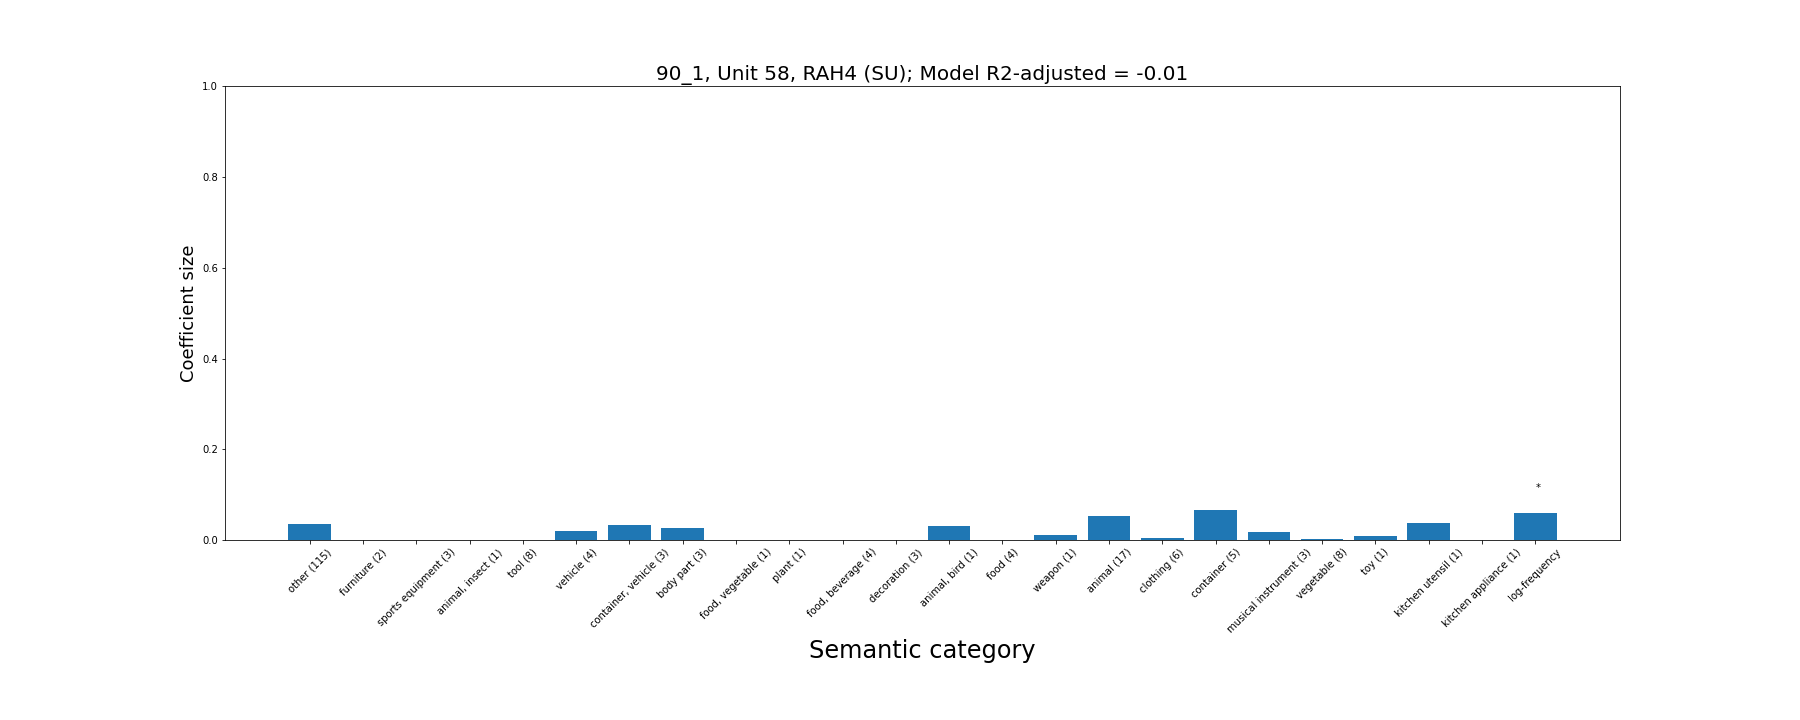 90_1, Unit 58, RAH4 (SU); Model R2-adjusted = -0.01
1.0
0.8
0.6
0.4
0.2
0.0
Coefficient size
*
other (115)
furniture (2)
sports equipment (3)
animal, insect (1)
tool (8)
vehicle (4)
container, vehicle (3)
body part (3)
food, vegetable (1)
plant (1)
food, beverage (4)
decoration (3)
animal, bird (1)
food (4)
weapon (1)
animal (17)
clothing (6)
container (5)
musical instrument (3)
vegetable (8)
toy (1)
kitchen utensil (1)
kitchen appliance (1)
log-frequency
Semantic category